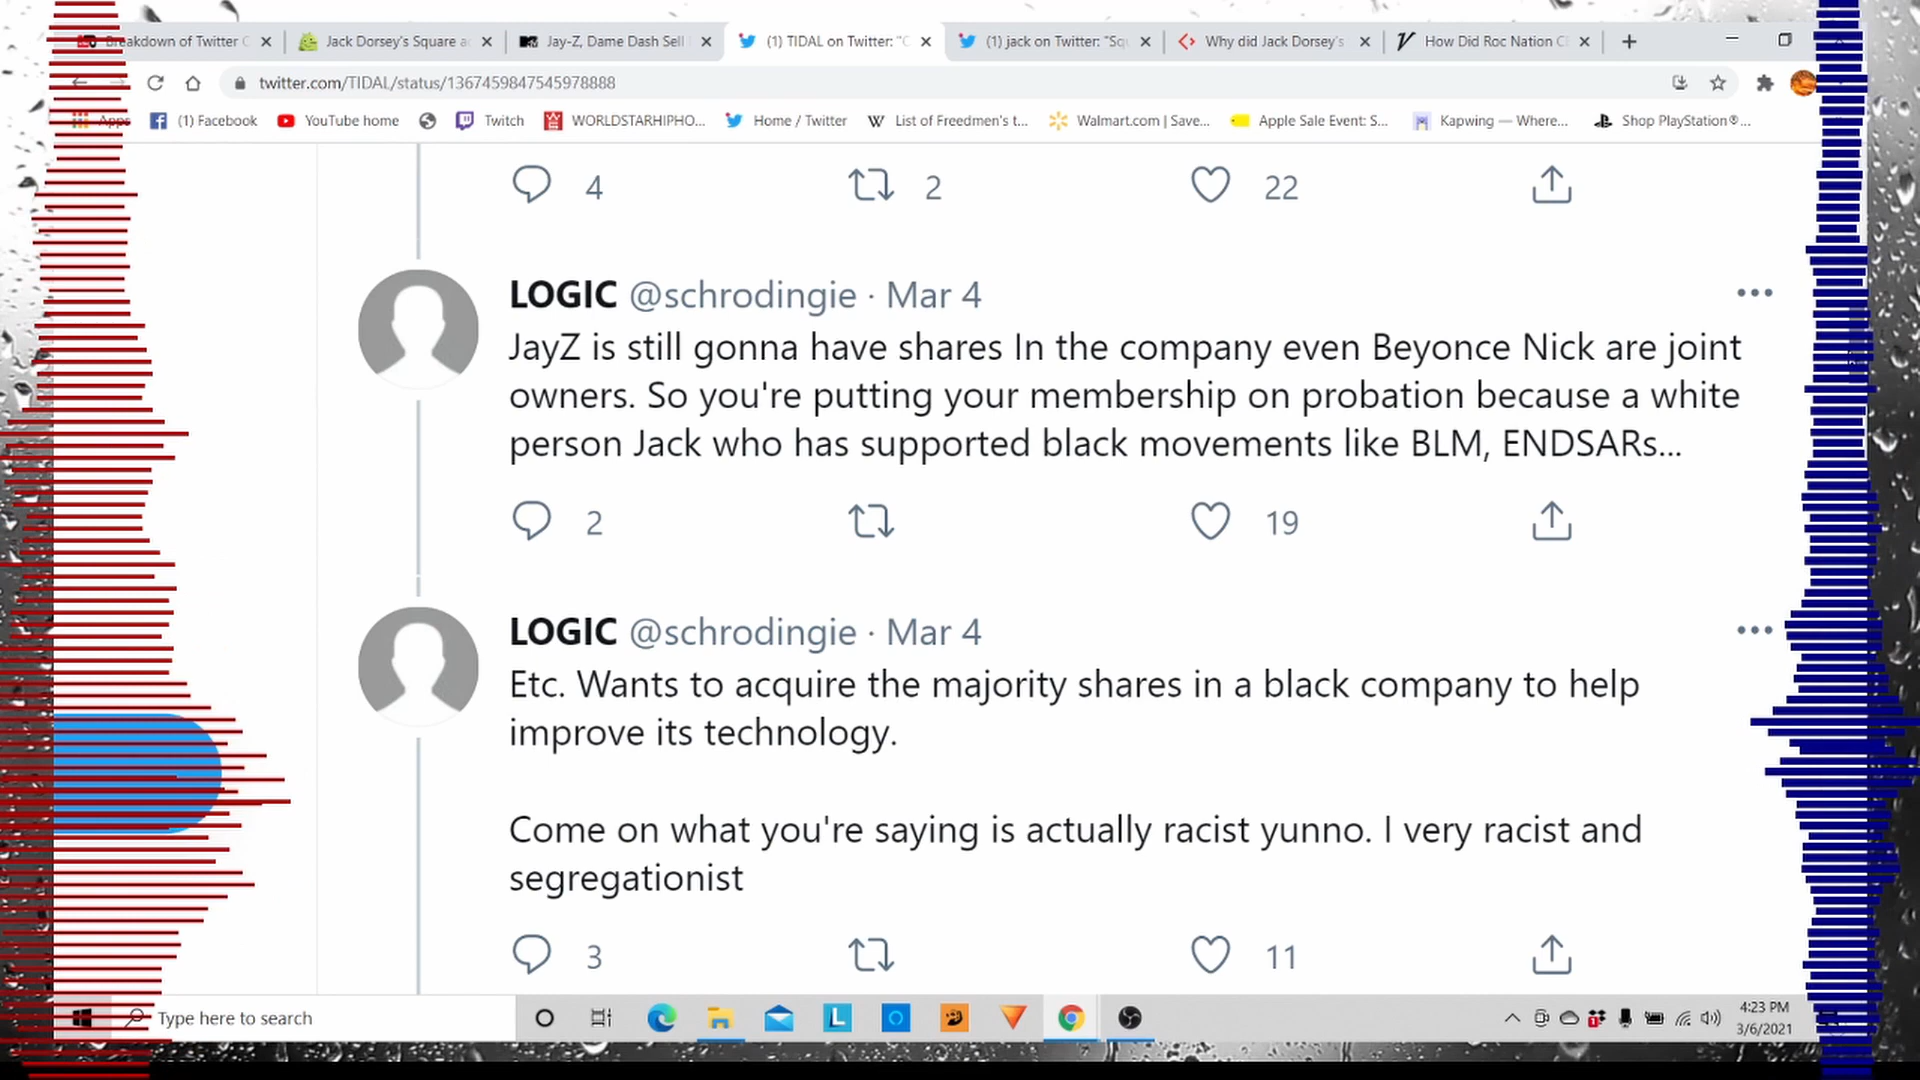 Breakdown of Twitter C
Jack Dorsey's Square a
Jay-Z, Dame Dash Sell
(1) TIDAL on Twitter: "C
(1) jack on Twitter: "Squ
Why did Jack Dorsey's
How Did Roc Nation C
twitter.com/TIDAL/status/1367459847545978888
Apps
(1) Facebook
YouTube home
Twitch
WORLDSTARHIPHO...
Home / Twitter
List of Freedmen's t...
Walmart.com | Save...
Apple Sale Event: S...
Kapwing — Where...
Shop PlayStation®...
4
2
22
LOGIC @schrodingie · Mar 4
JayZ is still gonna have shares In the company even Beyonce Nick are joint
owners. So you're putting your membership on probation because a white
person Jack who has supported black movements like BLM, ENDSARs...
2
19
LOGIC @schrodingie · Mar 4
Etc. Wants to acquire the majority shares in a black company to help
improve its technology.
Come on what you're saying is actually racist yunno. I very racist and
segregationist
3
11
Type here to search
4:23 PM
3/6/2021